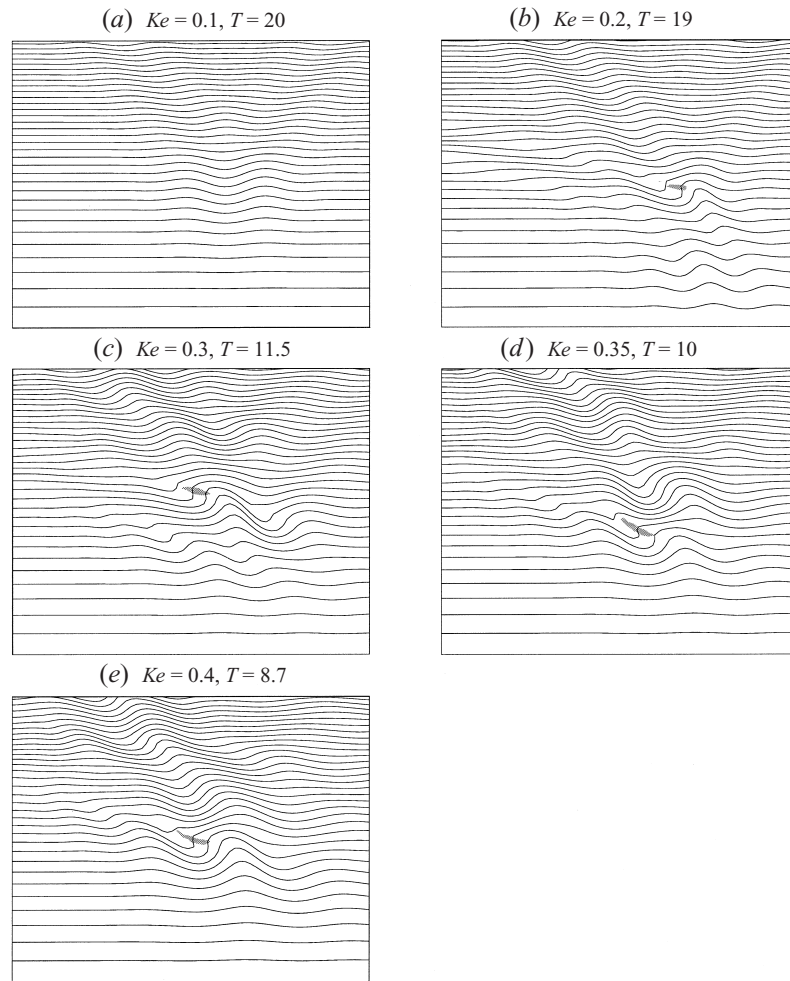 (a) Ke = 0.1, T = 20
(b) Ke = 0.2, T = 19
(c) Ke = 0.3, T = 11.5
(d) Ke = 0.35, T = 10
(e) Ke = 0.4, T = 8.7